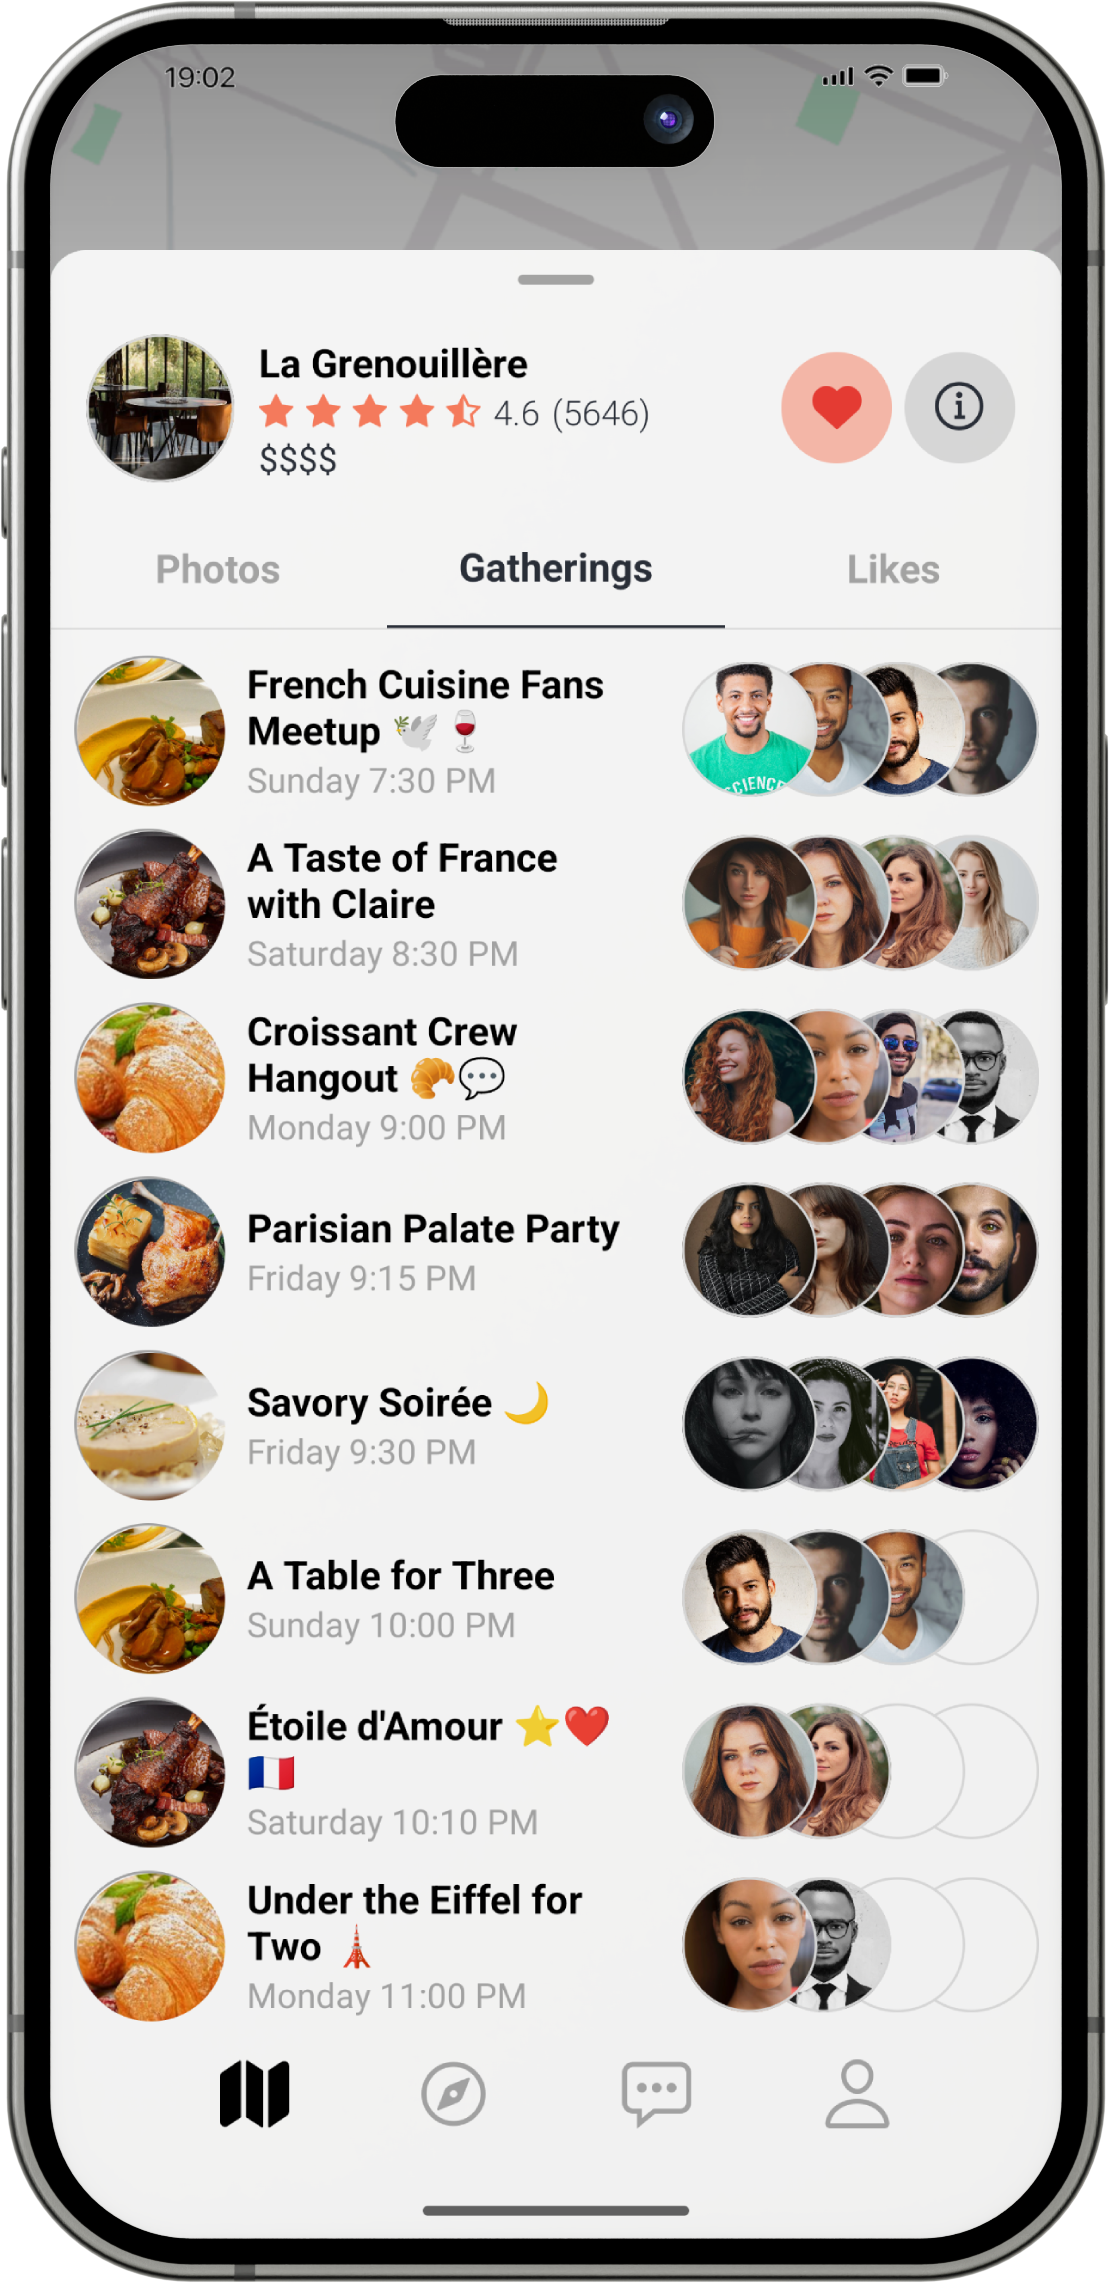 19:02
La Grenouillère
4.6 (5646)
$$$$
Photos Gatherings Likes
French Cuisine Fans
Meetup 🕊️🍷
Sunday 7:30 PM
SCIENCE
A Taste of France
with Claire
Saturday 8:30 PM
Croissant Crew
Hangout 🥐💬
Monday 9:00 PM
Parisian Palate Party
Friday 9:15 PM
Savory Soirée 🌙
Friday 9:30 PM
A Table for Three
Sunday 10:00 PM
Étoile d'Amour ⭐❤️
🇫🇷
Saturday 10:10 PM
Under the Eiffel for
Two 🗼
Monday 11:00 PM